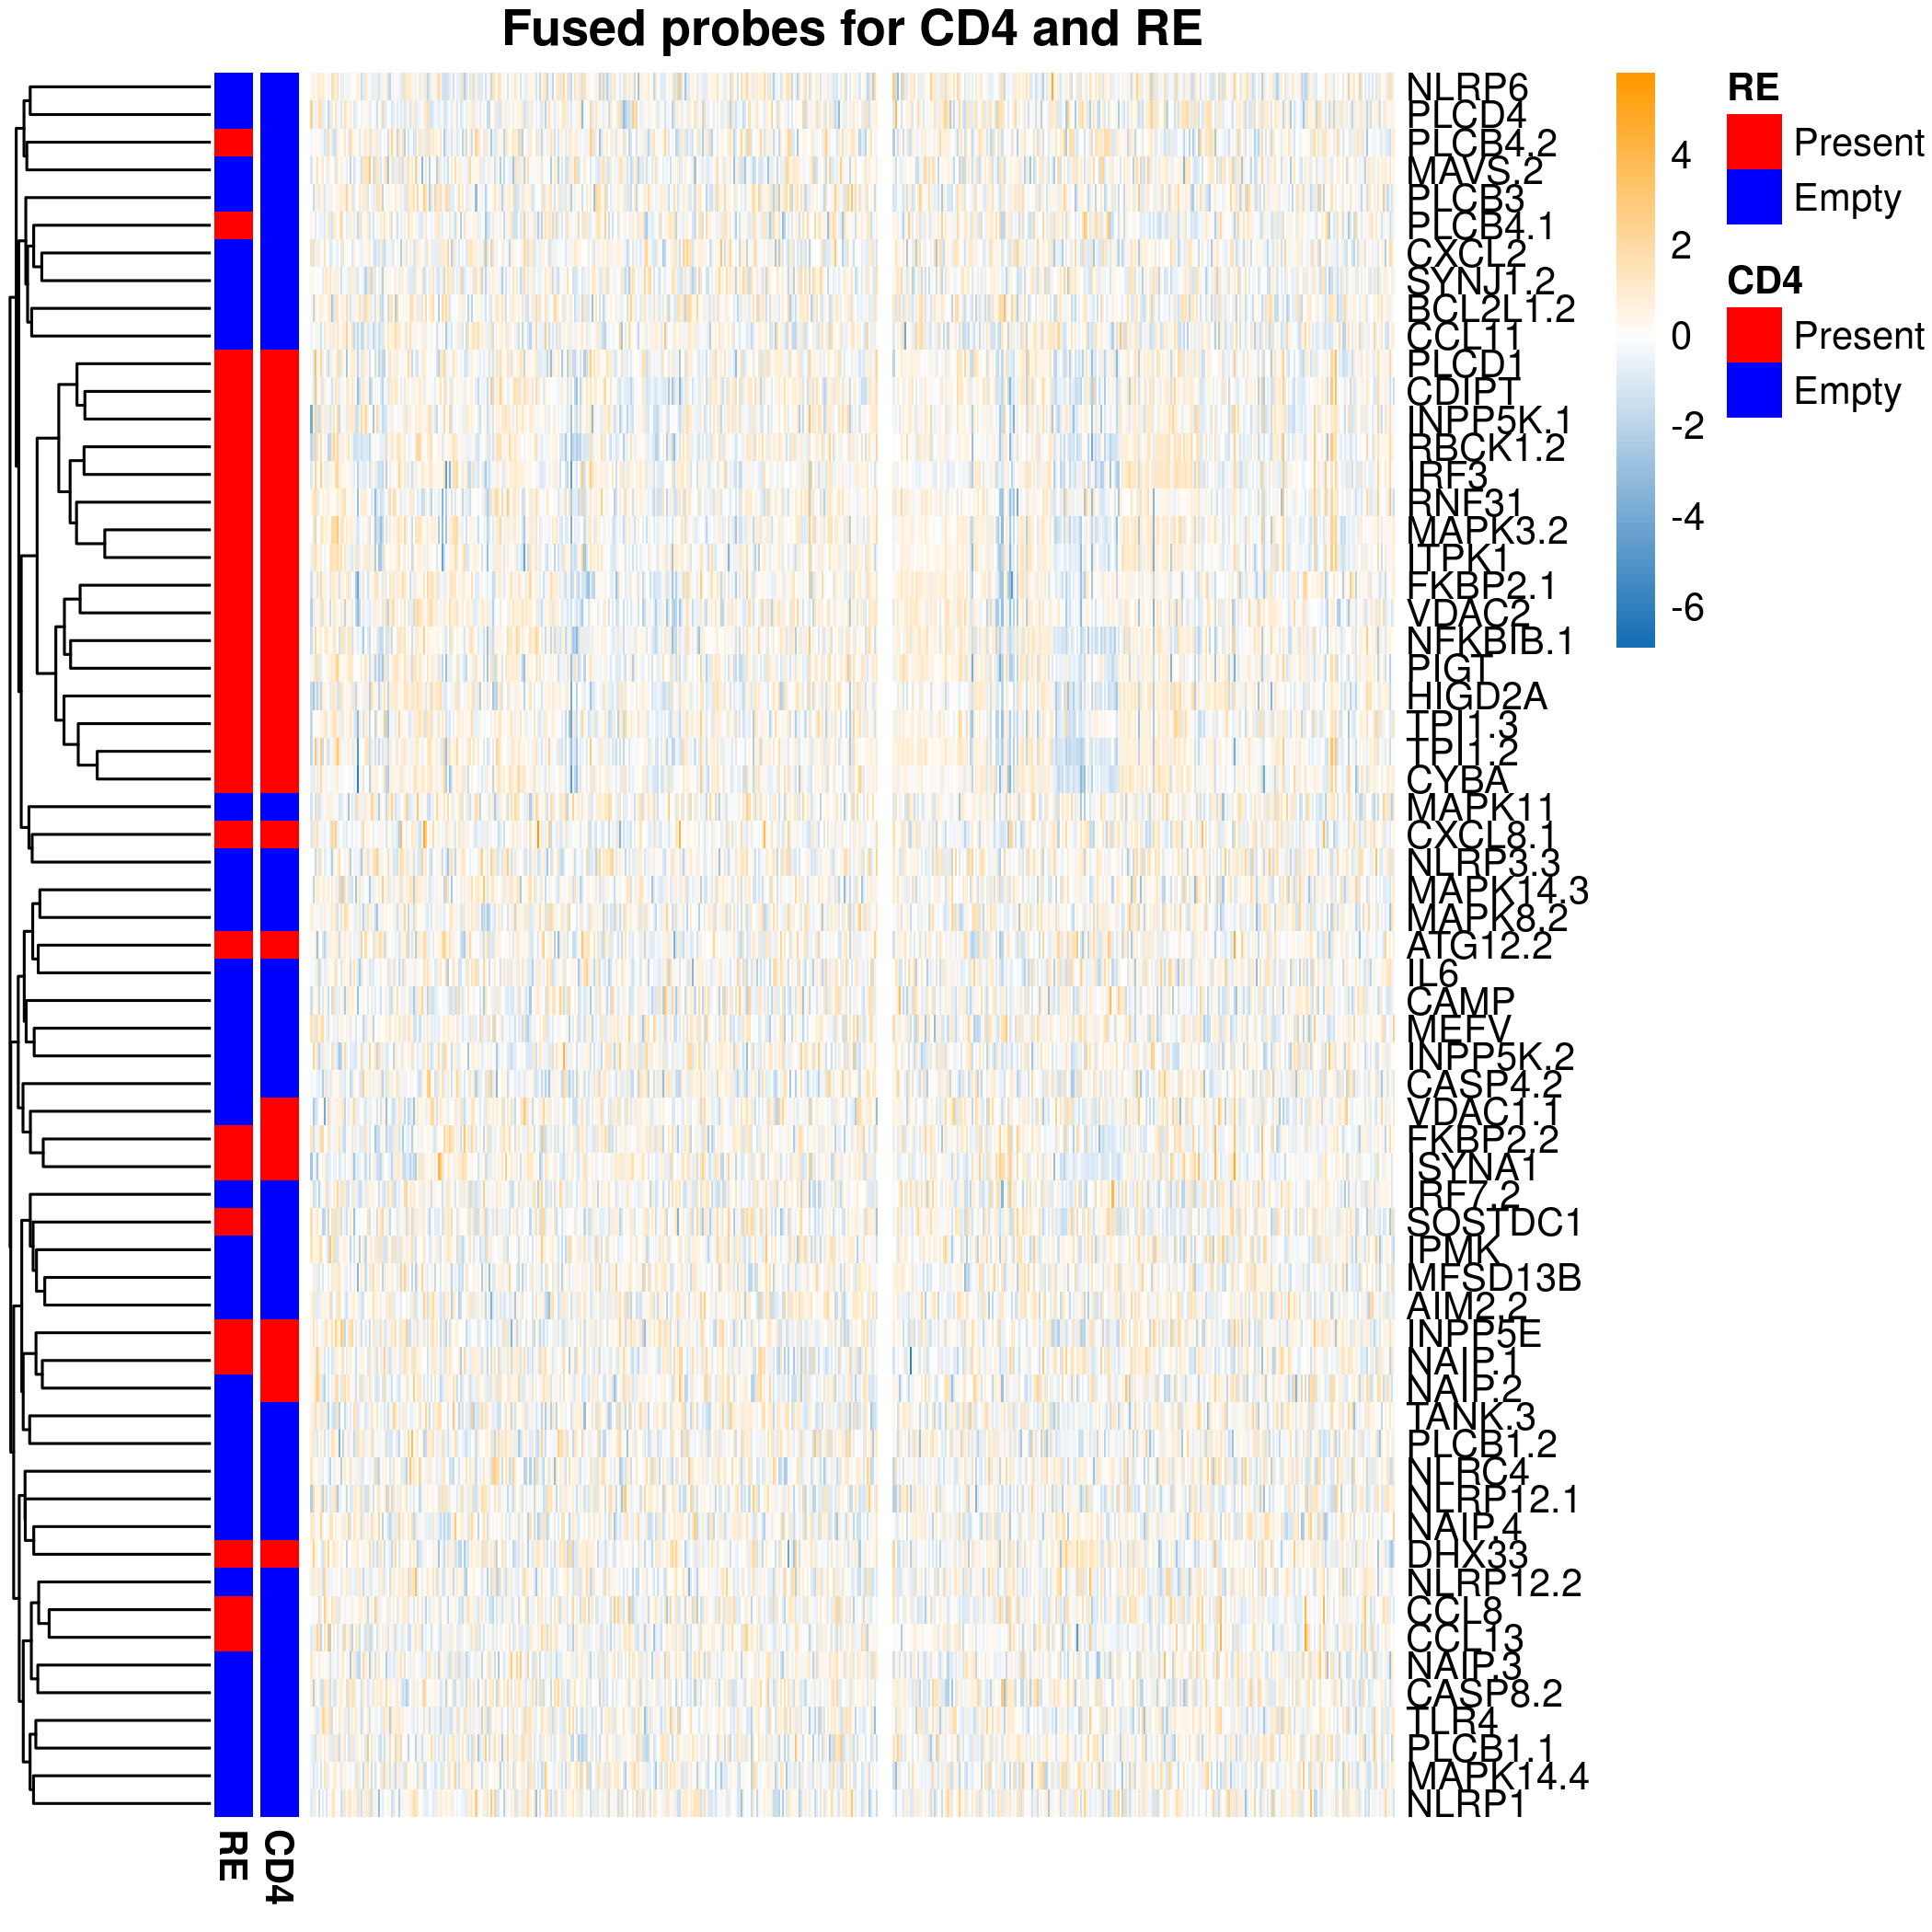 Fused probes for CD4 and RE
NLRP6
PLCD4
PLCB4.2
MAVS.2
PLCB3
PLCB4.1
CXCL2
SYNJ1.2
BCL2L1.2
CCL11
PLCD1
CDIPT
INPP5K.1
RBCK1.2
IRF3
RNF31
MAPK3.2
ITPK1
FKBP2.1
VDAC2
NFKBIB.1
PIGT
HIGD2A
TPI1.3
TPI1.2
CYBA
MAPK11
CXCL8.1
NLRP3.3
MAPK14.3
MAPK8.2
ATG12.2
IL6
CAMP
MEFV
INPP5K.2
CASP4.2
VDAC1.1
FKBP2.2
ISYNA1
IRF7.2
SOSTDC1
IPMK
MFSD13B
AIM2.2
INPP5E
NAIP.1
NAIP.2
TANK.3
PLCB1.2
NLRC4
NLRP12.1
NAIP.4
DHX33
NLRP12.2
CCL8
CCL13
NAIP.3
CASP8.2
TLR4
PLCB1.1
MAPK14.4
NLRP1
4
2
0
-2
-4
-6
RE
Present
Empty
CD4
Present
Empty
RE
CD4